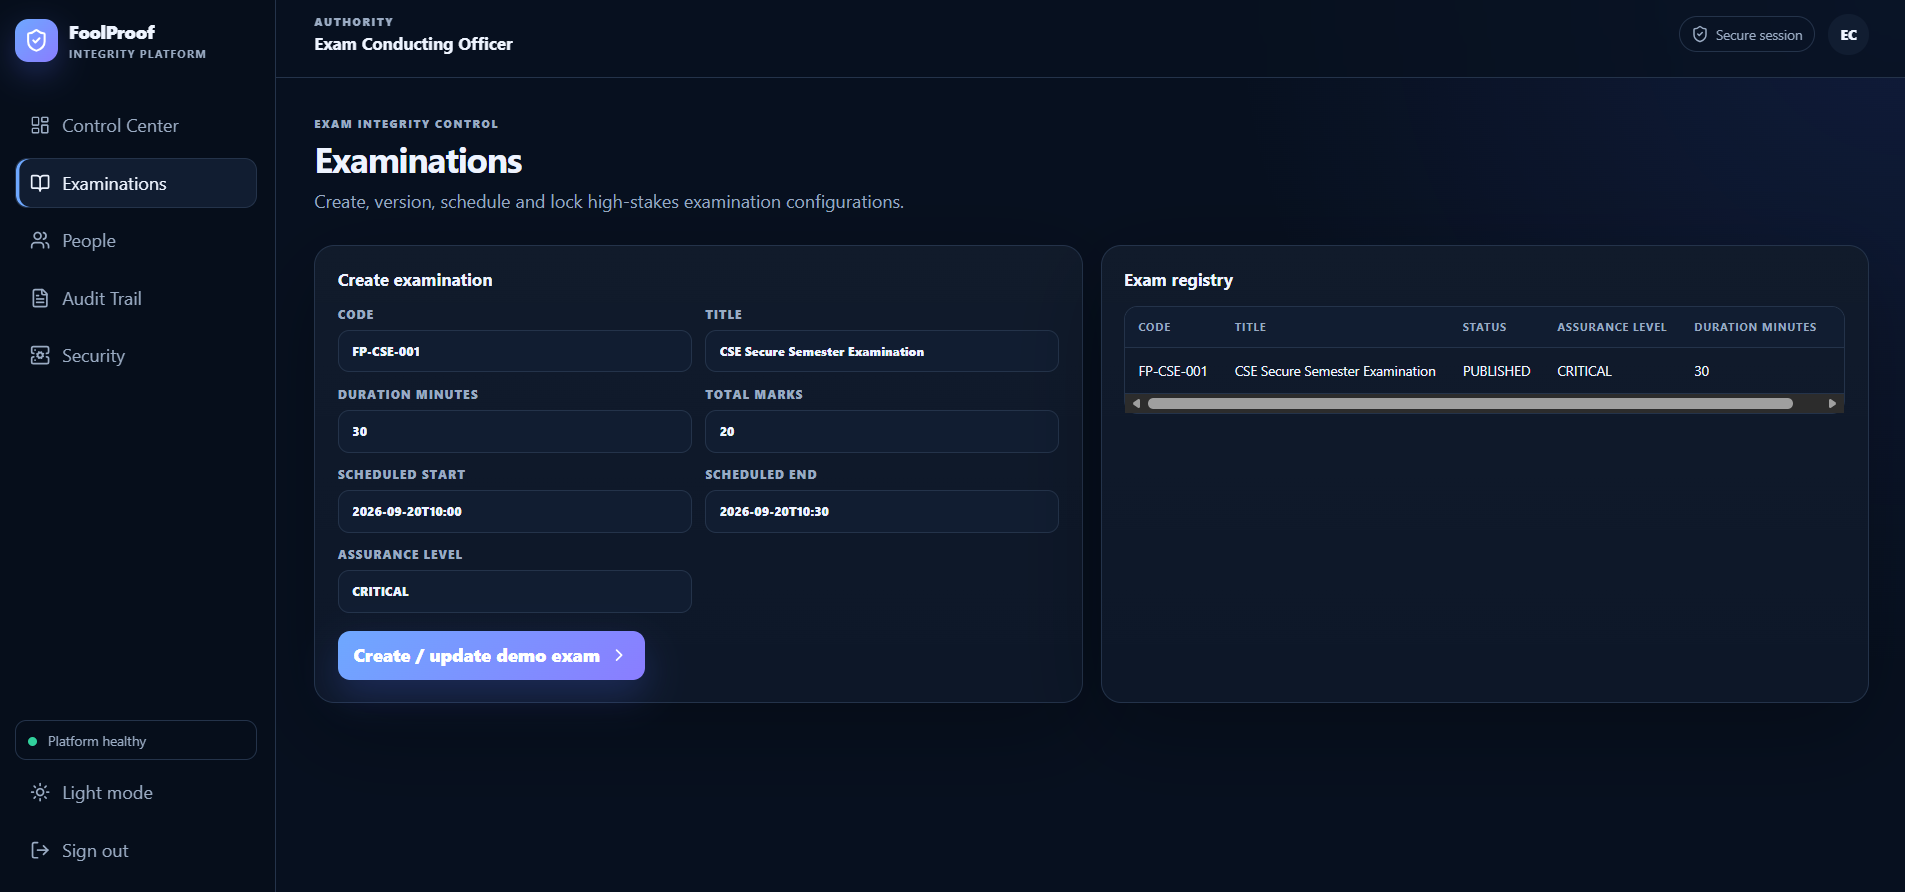 FoolProof
INTEGRITY PLATFORM
Control Center
Examinations
People
Audit Trail
Security
Platform healthy
Light mode
Sign out
AUTHORITY
Exam Conducting Officer
Secure session
EC
EXAM INTEGRITY CONTROL
Examinations
Create, version, schedule and lock high-stakes examination configurations.
Create examination
CODE TITLE
FP-CSE-001 CSE Secure Semester Examination
DURATION MINUTES TOTAL MARKS
30 20
SCHEDULED START SCHEDULED END
2026-09-20T10:00 2026-09-20T10:30
ASSURANCE LEVEL
CRITICAL
Create / update demo exam
Exam registry
CODE TITLE STATUS ASSURANCE LEVEL DURATION MINUTES
FP-CSE-001 CSE Secure Semester Examination PUBLISHED CRITICAL 30